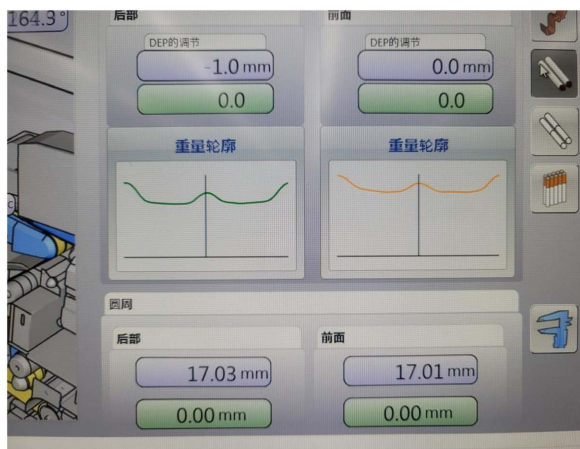 164.3°
后部
前面
DEP的调节
DEP的调节
-1.0 mm
0.0 mm
0.0
0.0
重量轮廓
重量轮廓
圆周
后部
前面
17.03 mm
17.01 mm
0.00 mm
0.00 mm